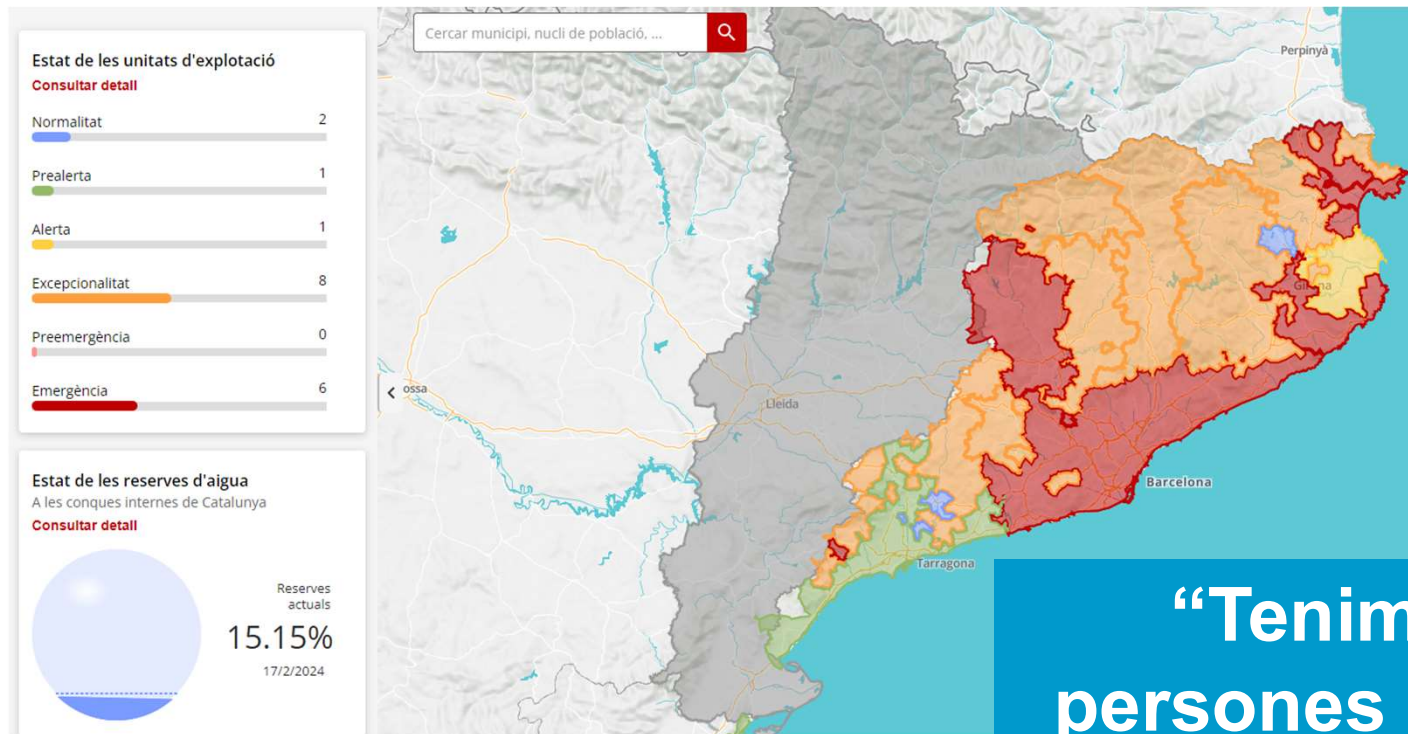 Estat de les unitats d'explotació
Consultar detall
Normalitat 2
Prealerta 1
Alerta 1
Excepcionalitat 8
Preemergència 0
Emergència 6
Estat de les reserves d'aigua
A les conques internes de Catalunya
Consultar detall
Reserves
actuals
15.15%
17/2/2024
Cercar municipi, nucli de població, ...
Perpinyà
Girona
ossa
Lleida
Barcelona
Tarragona
“Tenim
persones